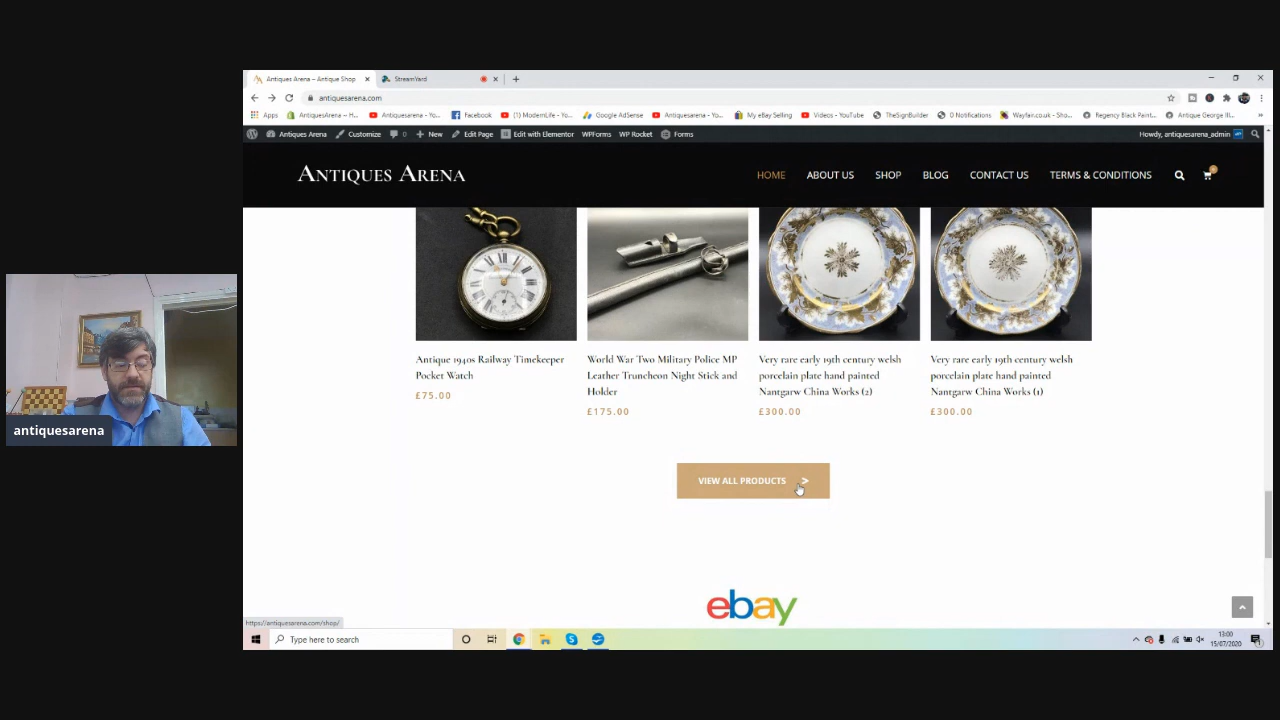 Antiques Arena – Antique Shop
StreamYard
antiquesarena.com
Apps
AntiquesArena – H...
Antiquesarena - Yo...
Facebook
(1) ModernLife - Yo...
Google AdSense
Antiquesarena - Yo...
My eBay Selling
Videos - YouTube
TheSignBuilder
0 Notifications
Wayfair.co.uk - Sho...
Regency Black Paint...
Antique George III...
Antiques Arena
Customize
0
New
Edit Page
Edit with Elementor
WPForms
WP Rocket
Forms
Howdy, antiquesarena_admin
ANTIQUES ARENA
HOME
ABOUT US
SHOP
BLOG
CONTACT US
TERMS & CONDITIONS
Antique 1940s Railway Timekeeper
Pocket Watch
£75.00
World War Two Military Police MP
Leather Truncheon Night Stick and
Holder
£175.00
Very rare early 19th century welsh
porcelain plate hand painted
Nantgarw China Works (2)
£300.00
Very rare early 19th century welsh
porcelain plate hand painted
Nantgarw China Works (1)
£300.00
VIEW ALL PRODUCTS >
antiquesarena
ebay
https://antiquesarena.com/shop/
Type here to search
13:00
15/07/2020